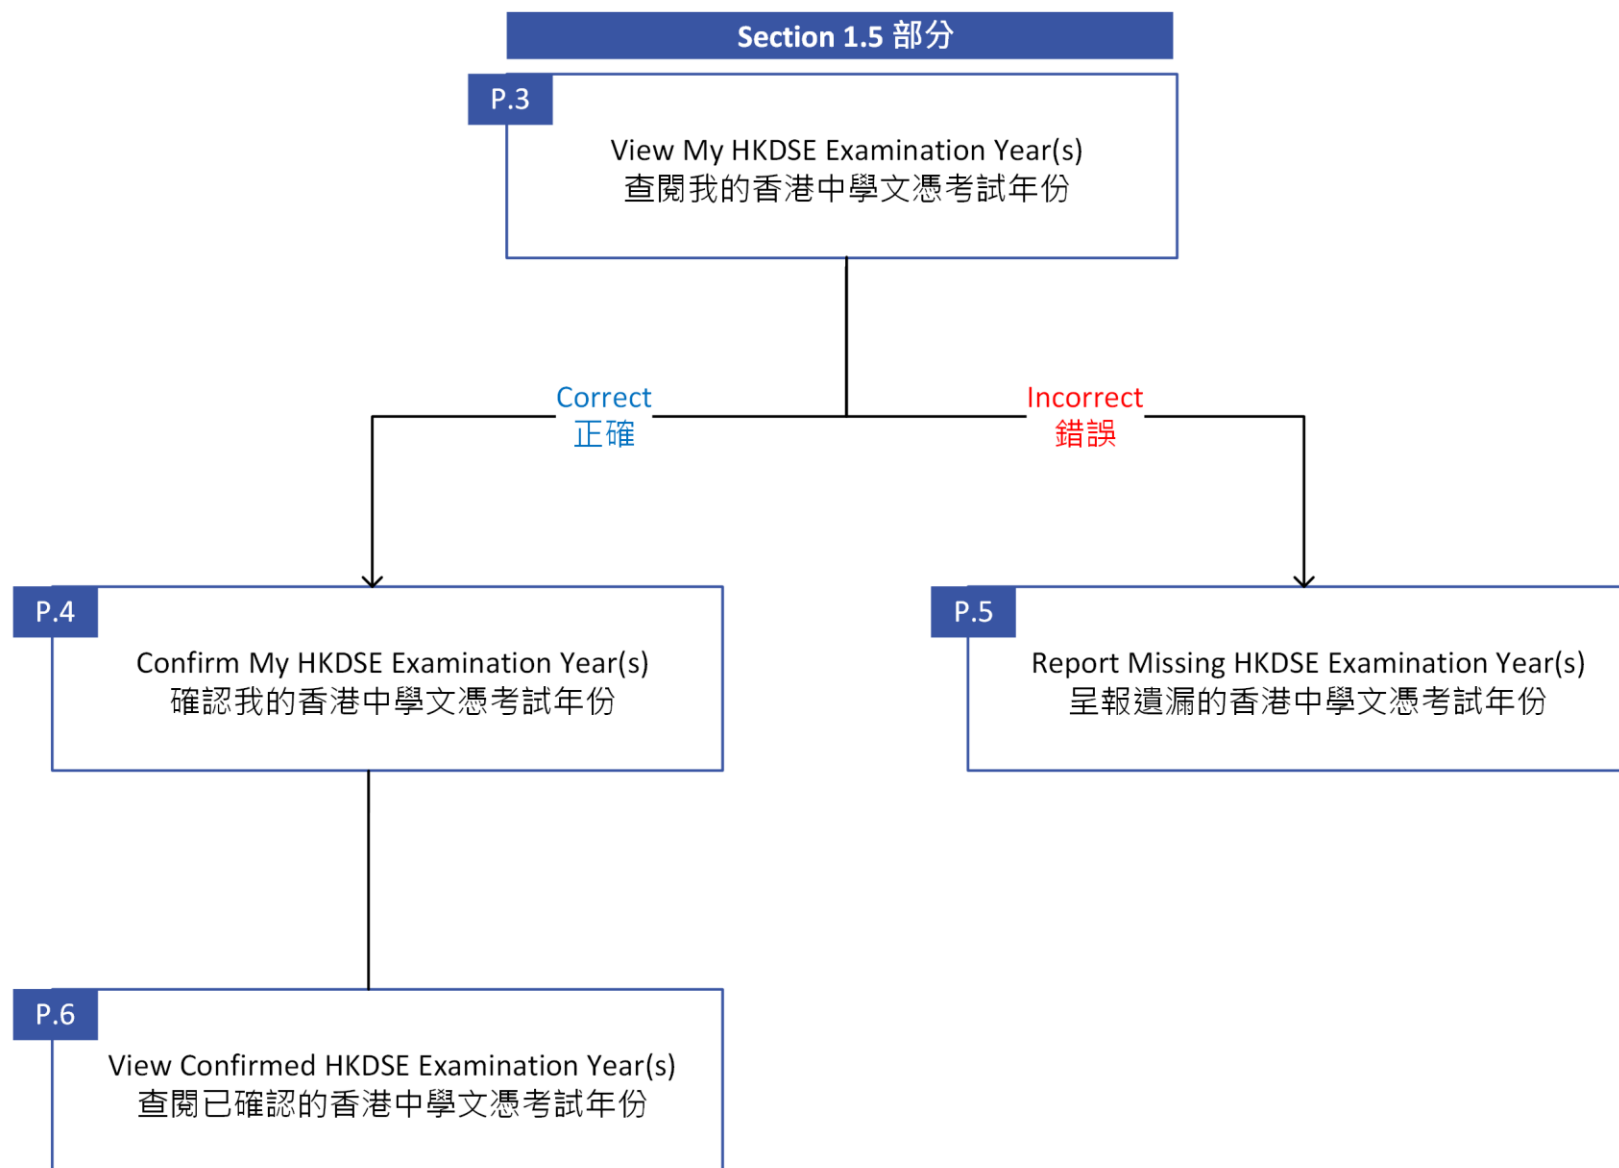 Section 1.5 部分
P.3
View My HKDSE Examination Year(s)
查閱我的香港中學文憑考試年份
Correct
正確
Incorrect
錯誤
P.4
Confirm My HKDSE Examination Year(s)
確認我的香港中學文憑考試年份
P.5
Report Missing HKDSE Examination Year(s)
呈報遺漏的香港中學文憑考試年份
P.6
View Confirmed HKDSE Examination Year(s)
查閱已確認的香港中學文憑考試年份